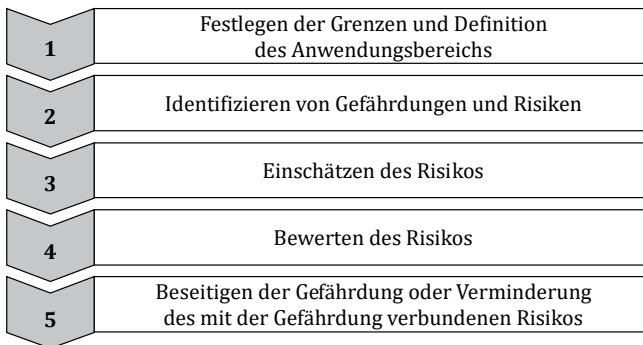 1
Festlegen der Grenzen und Definition
des Anwendungsbereichs
2
Identifizieren von Gefährdungen und Risiken
3
Einschätzen des Risikos
4
Bewerten des Risikos
5
Beseitigen der Gefährdung oder Verminderung
des mit der Gefährdung verbundenen Risikos